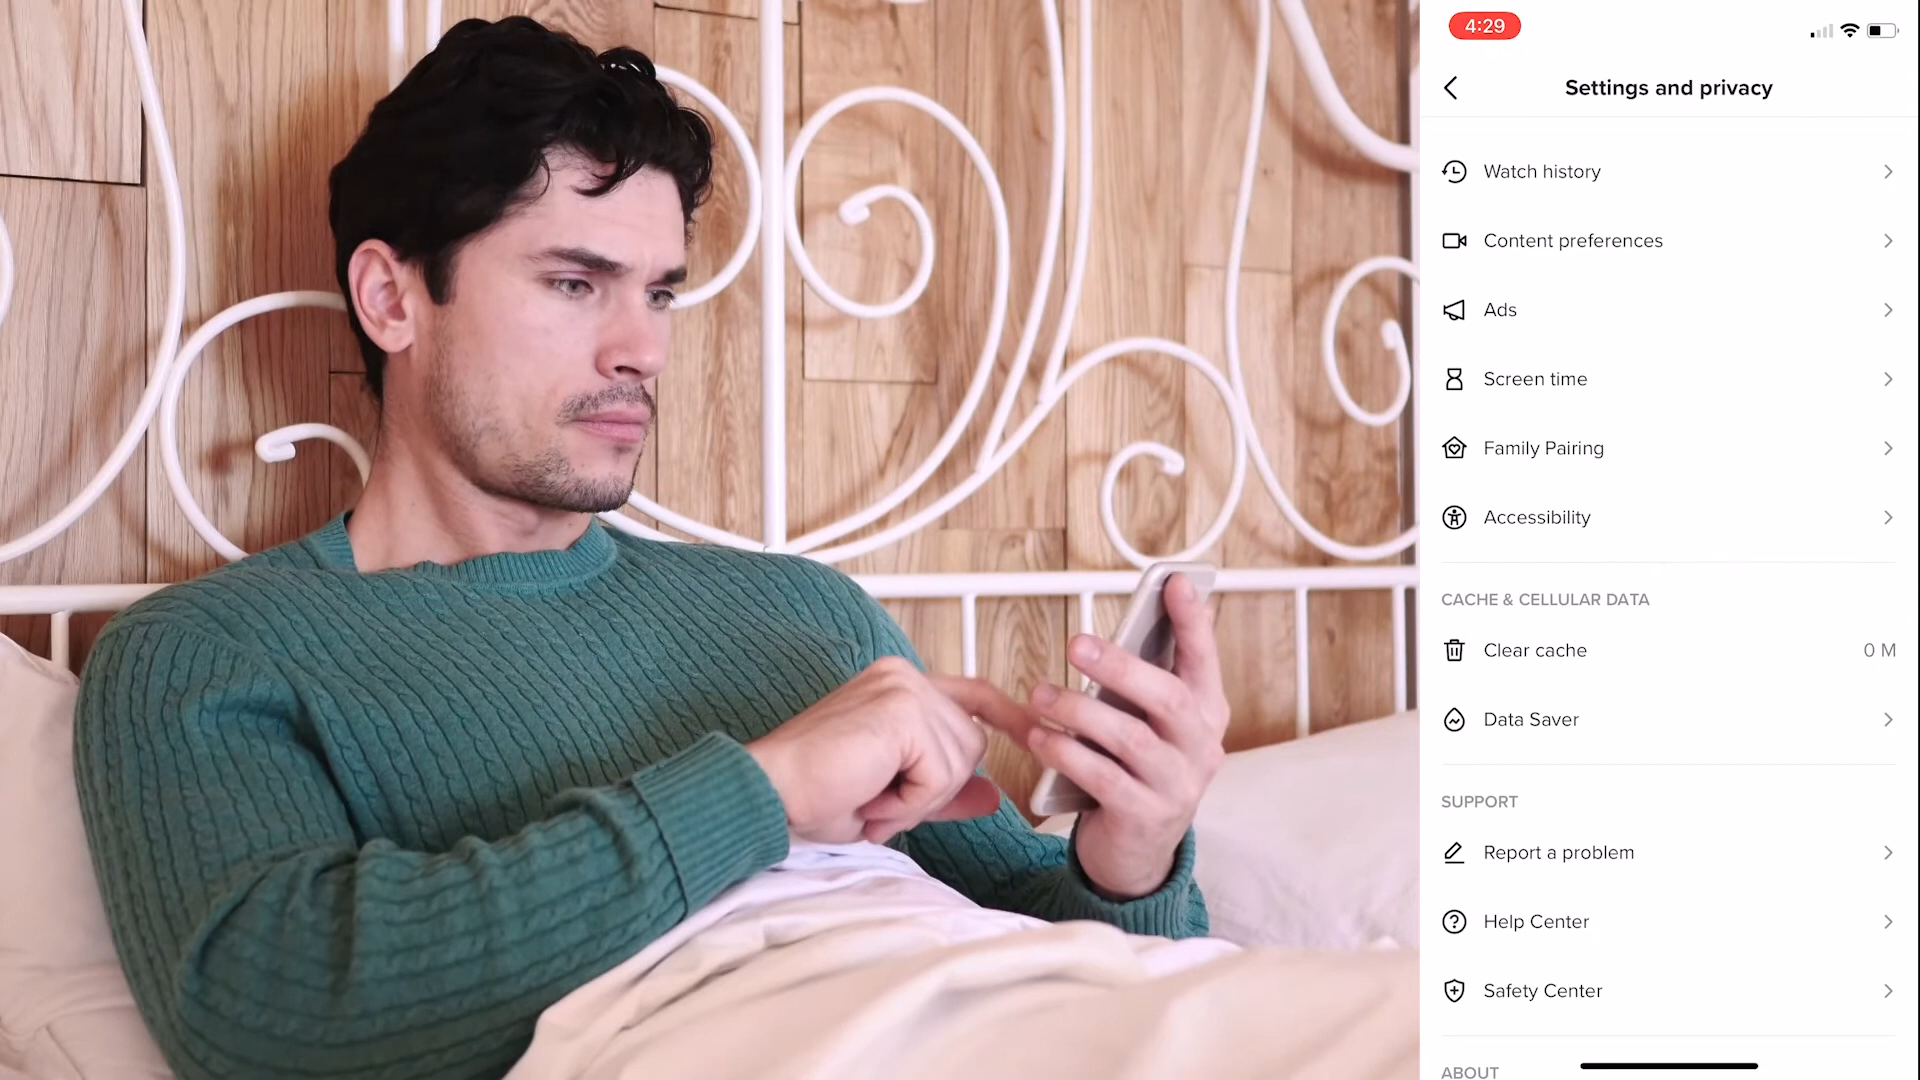 4:29
Settings and privacy
Watch history
Content preferences
Ads
Screen time
Family Pairing
Accessibility
CACHE & CELLULAR DATA
Clear cache 0 M
Data Saver
SUPPORT
Report a problem
Help Center
Safety Center
ABOUT